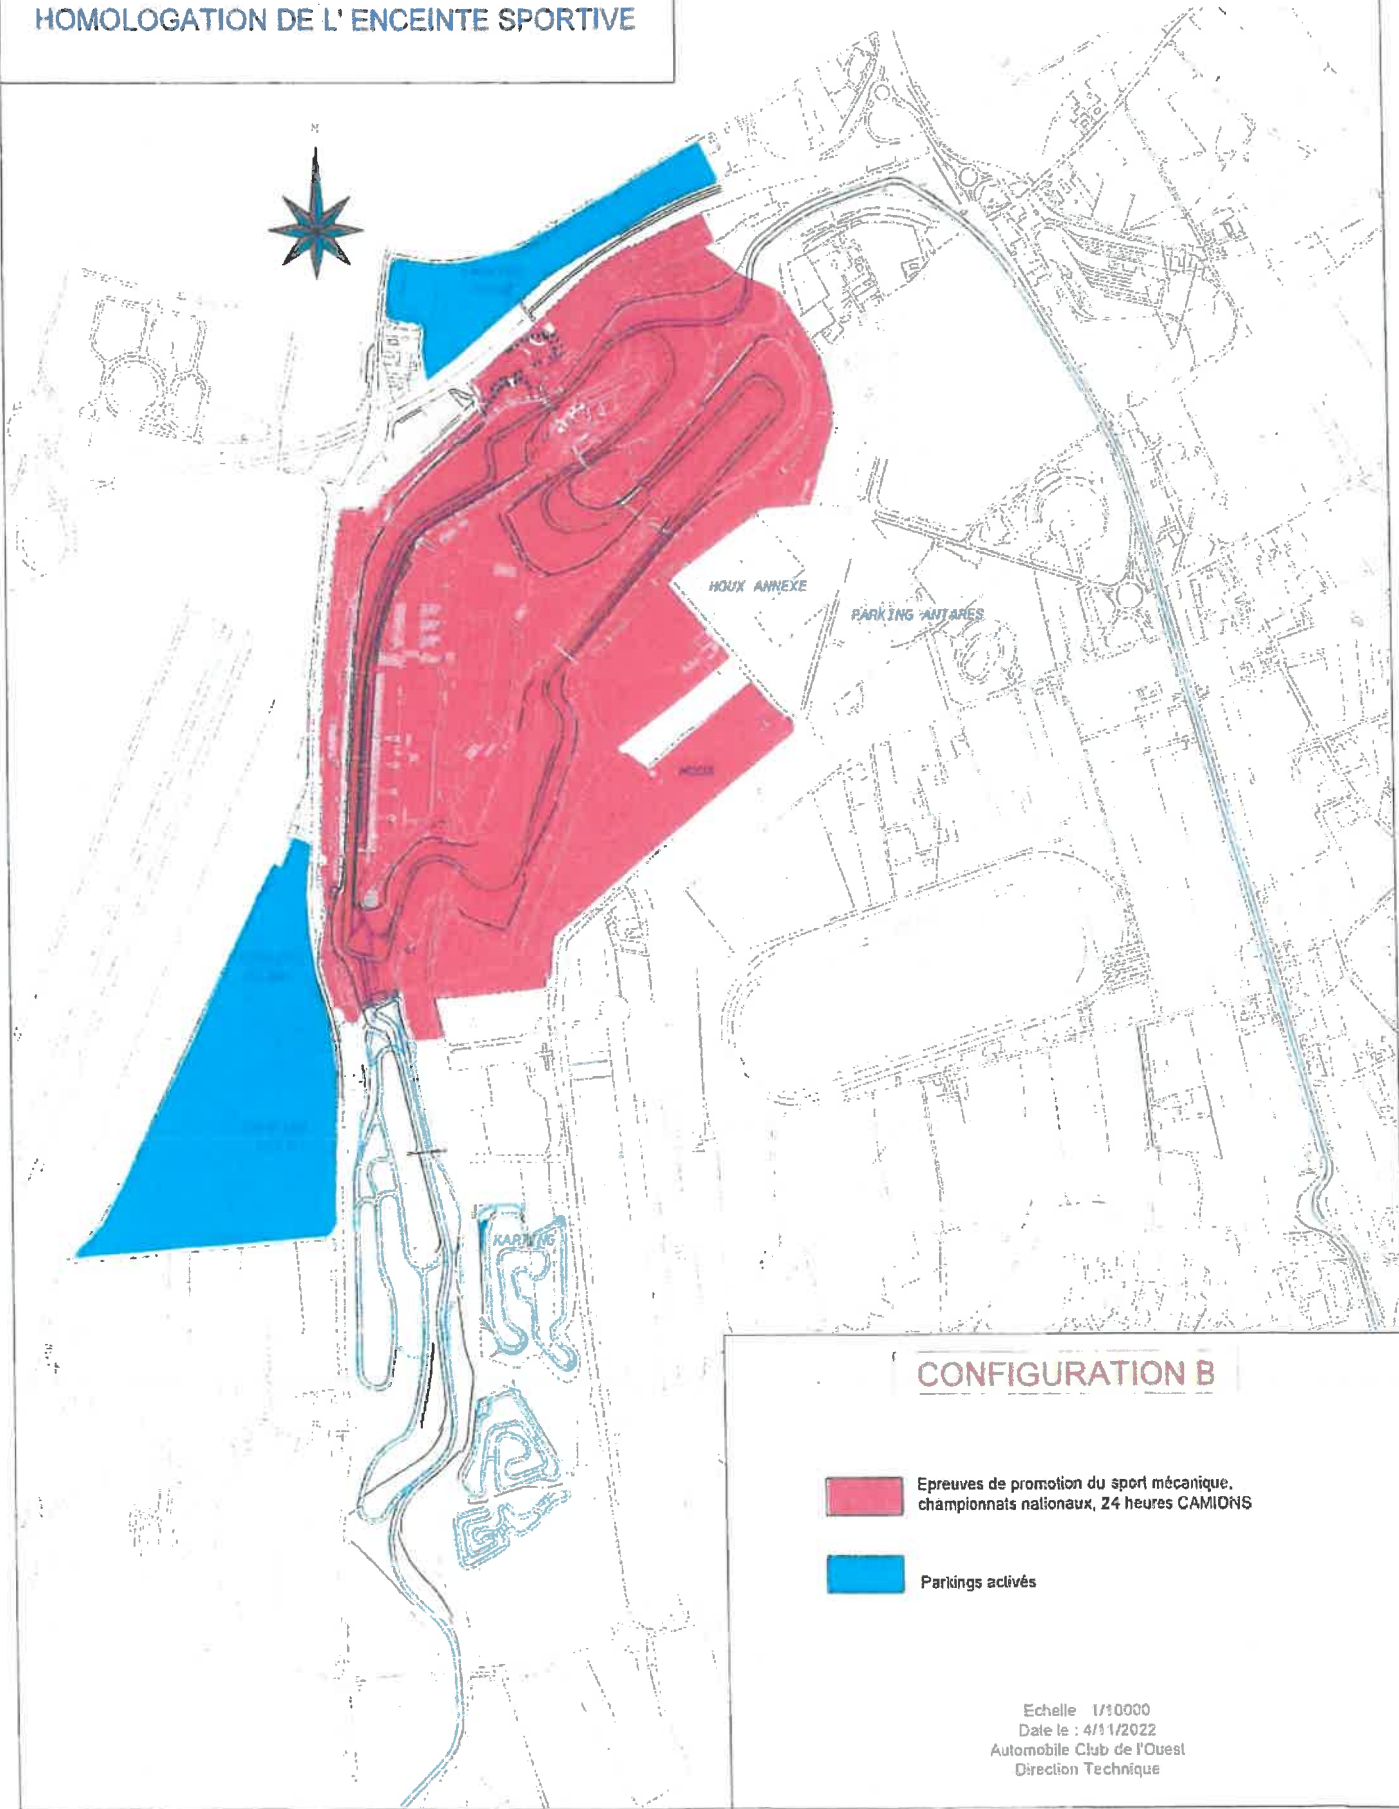 HOMOLOGATION DE L' ENCEINTE SPORTIVE
N
HOUX ANNEXE
PARKING ANTARES
HOUX
KARTING
CONFIGURATION B
Epreuves de promotion du sport mécanique,
championnats nationaux, 24 heures CAMIONS
Parkings activés
Echelle 1/10000
Date le : 4/11/2022
Automobile Club de l'Ouest
Direction Technique